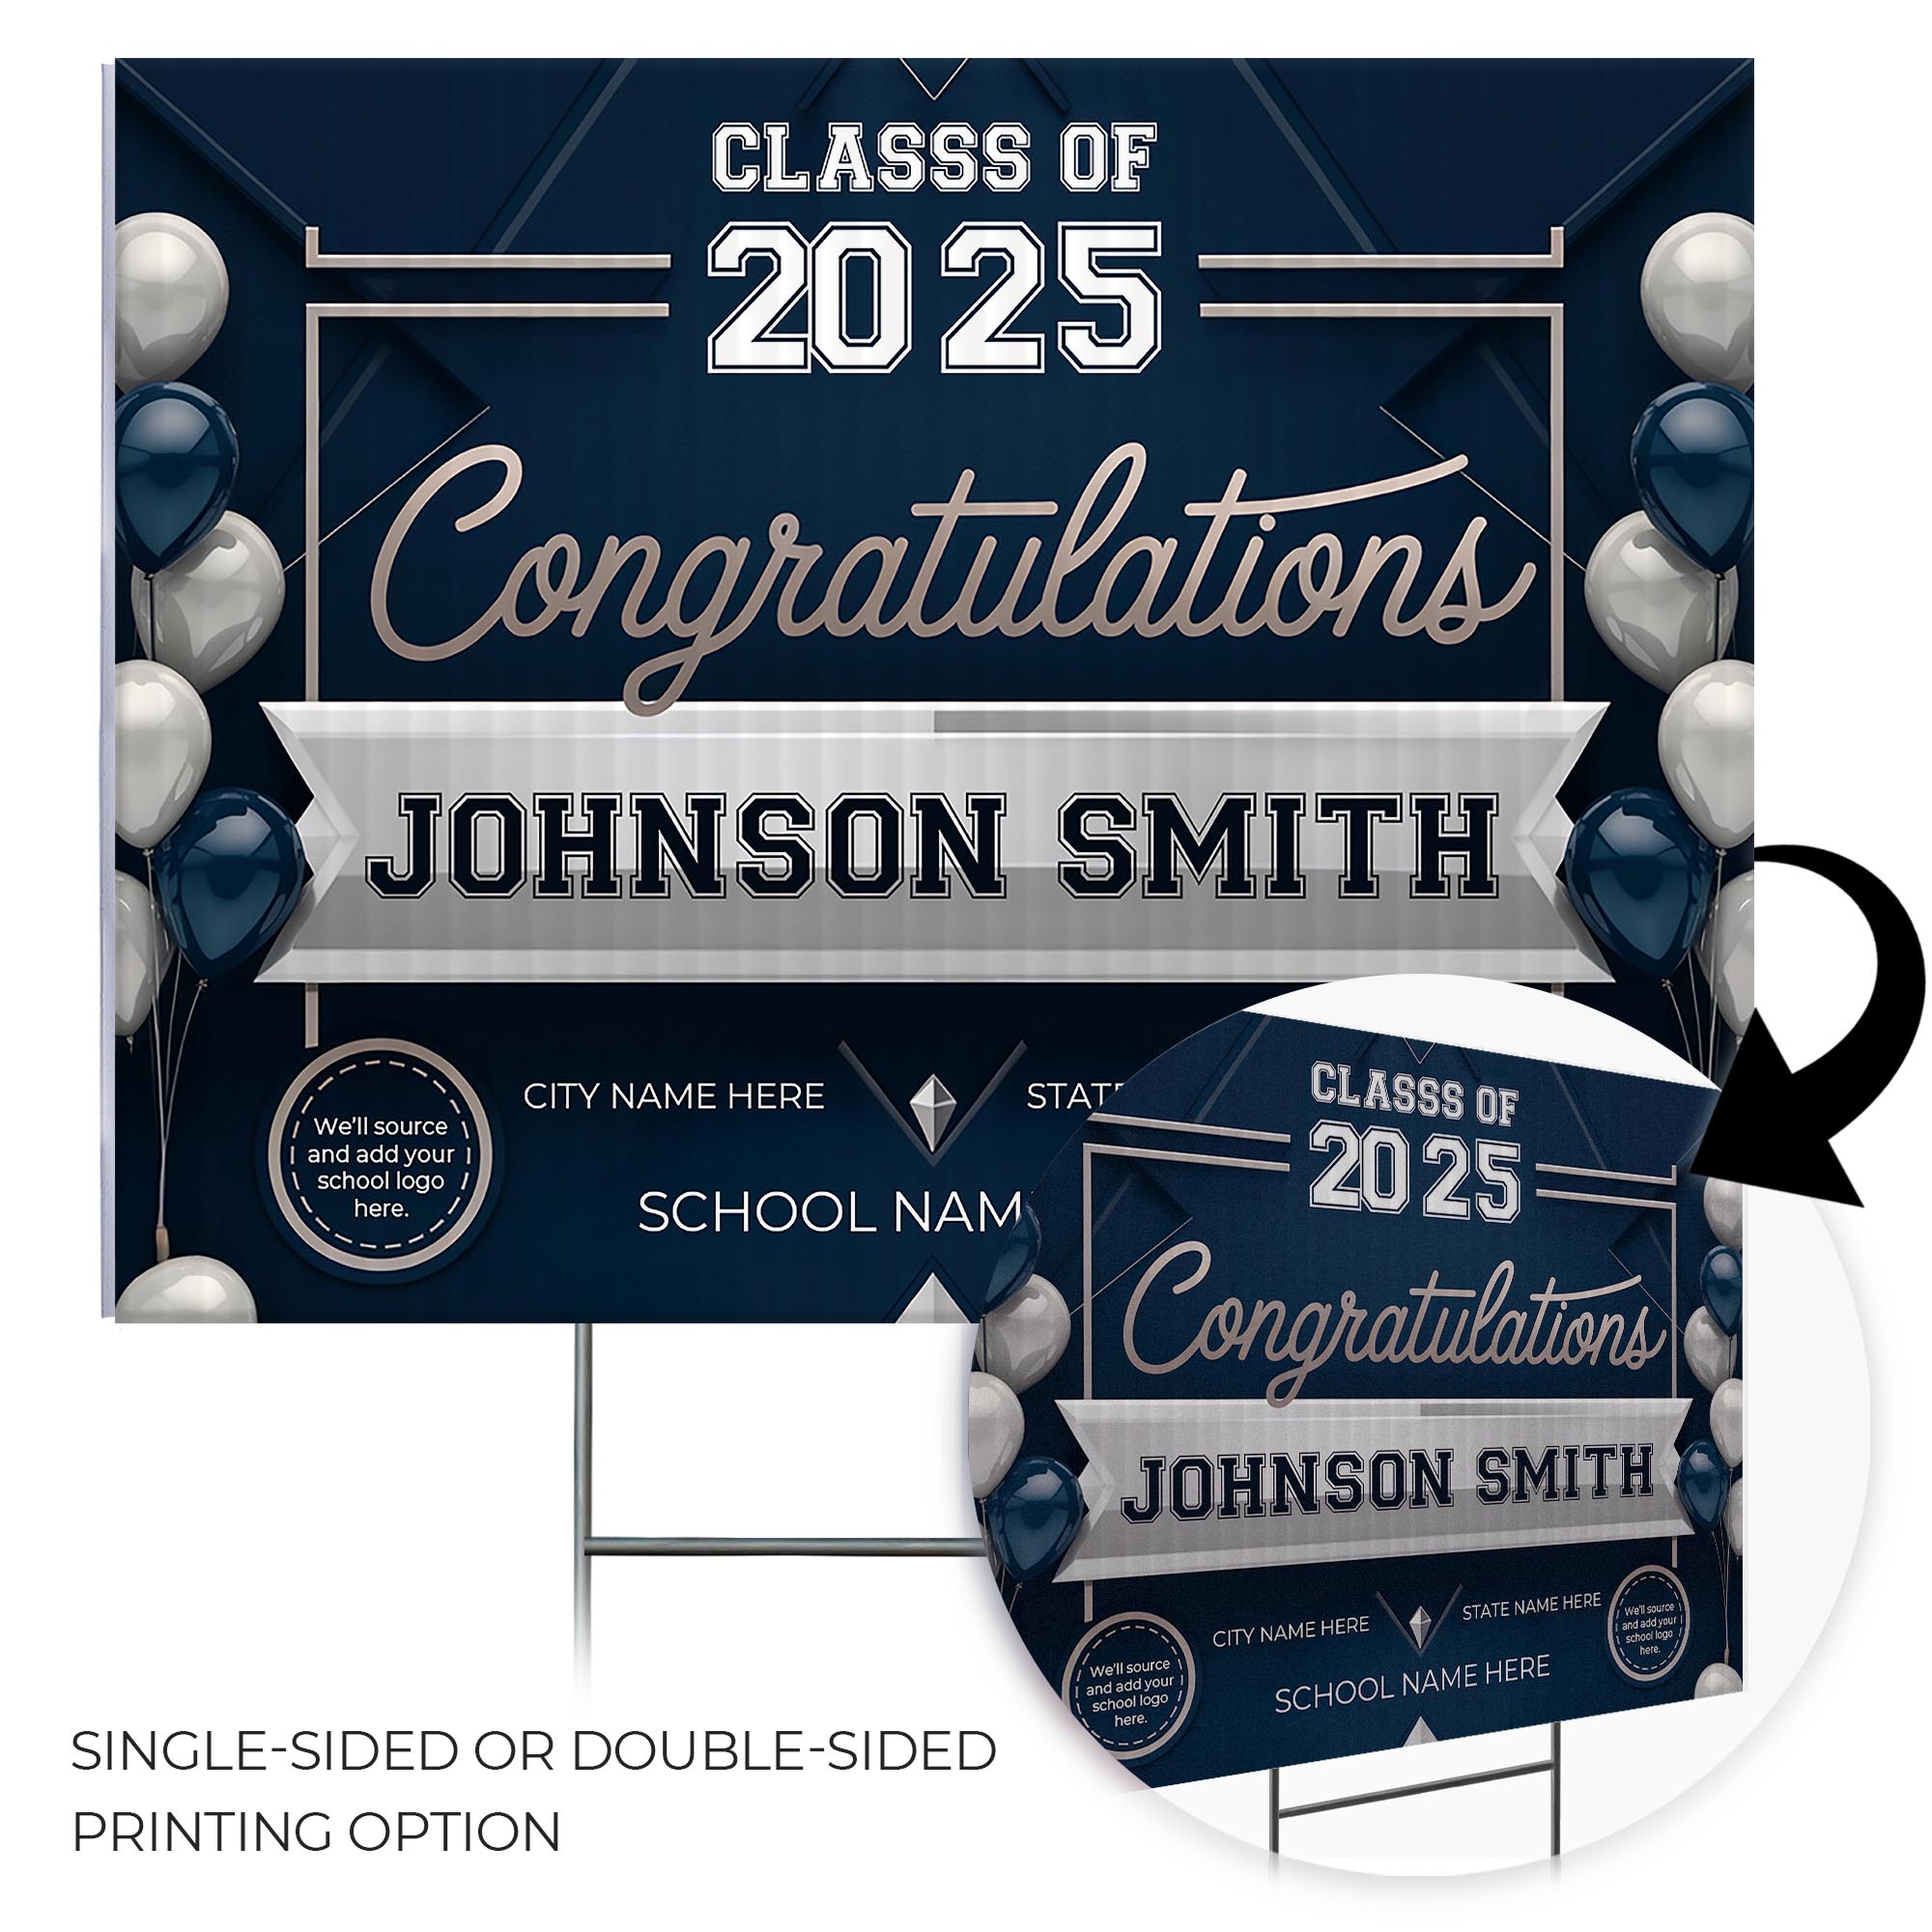 CLASSS OF
2025
Congratulations
JOHNSON SMITH
CITY NAME HERE
STATE
We'll source
and add your
school logo
here.
SCHOOL NAM
CLASSS OF
2025
Congratulations
JOHNSON SMITH
CITY NAME HERE
STATE NAME HERE
We'll source
and add your
school logo
here.
We'll source
and add your
school logo
here.
SCHOOL NAME HERE
SINGLE-SIDED OR DOUBLE-SIDED
PRINTING OPTION